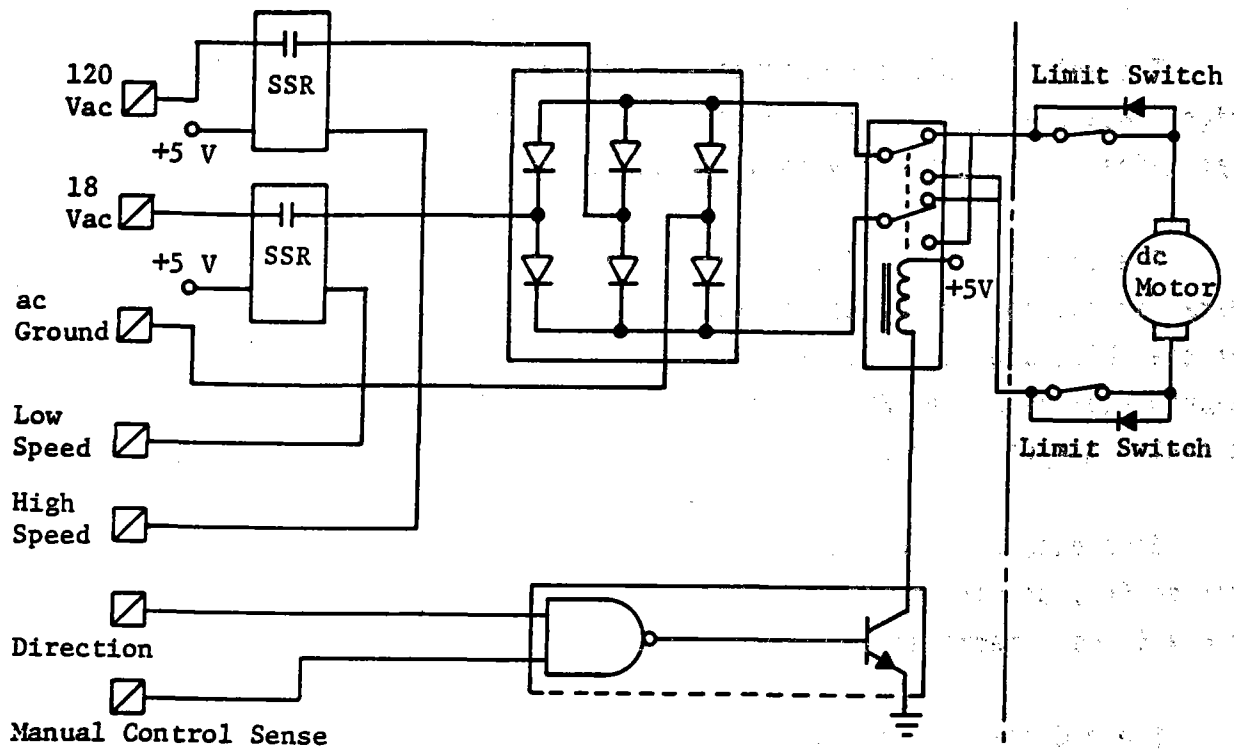 120
Vac
SSR
+5 V
18
Vac
SSR
+5 V
ac
Ground
Low
Speed
High
Speed
Direction
Manual Control Sense
+5V
Limit Switch
dc
Motor
Limit Switch